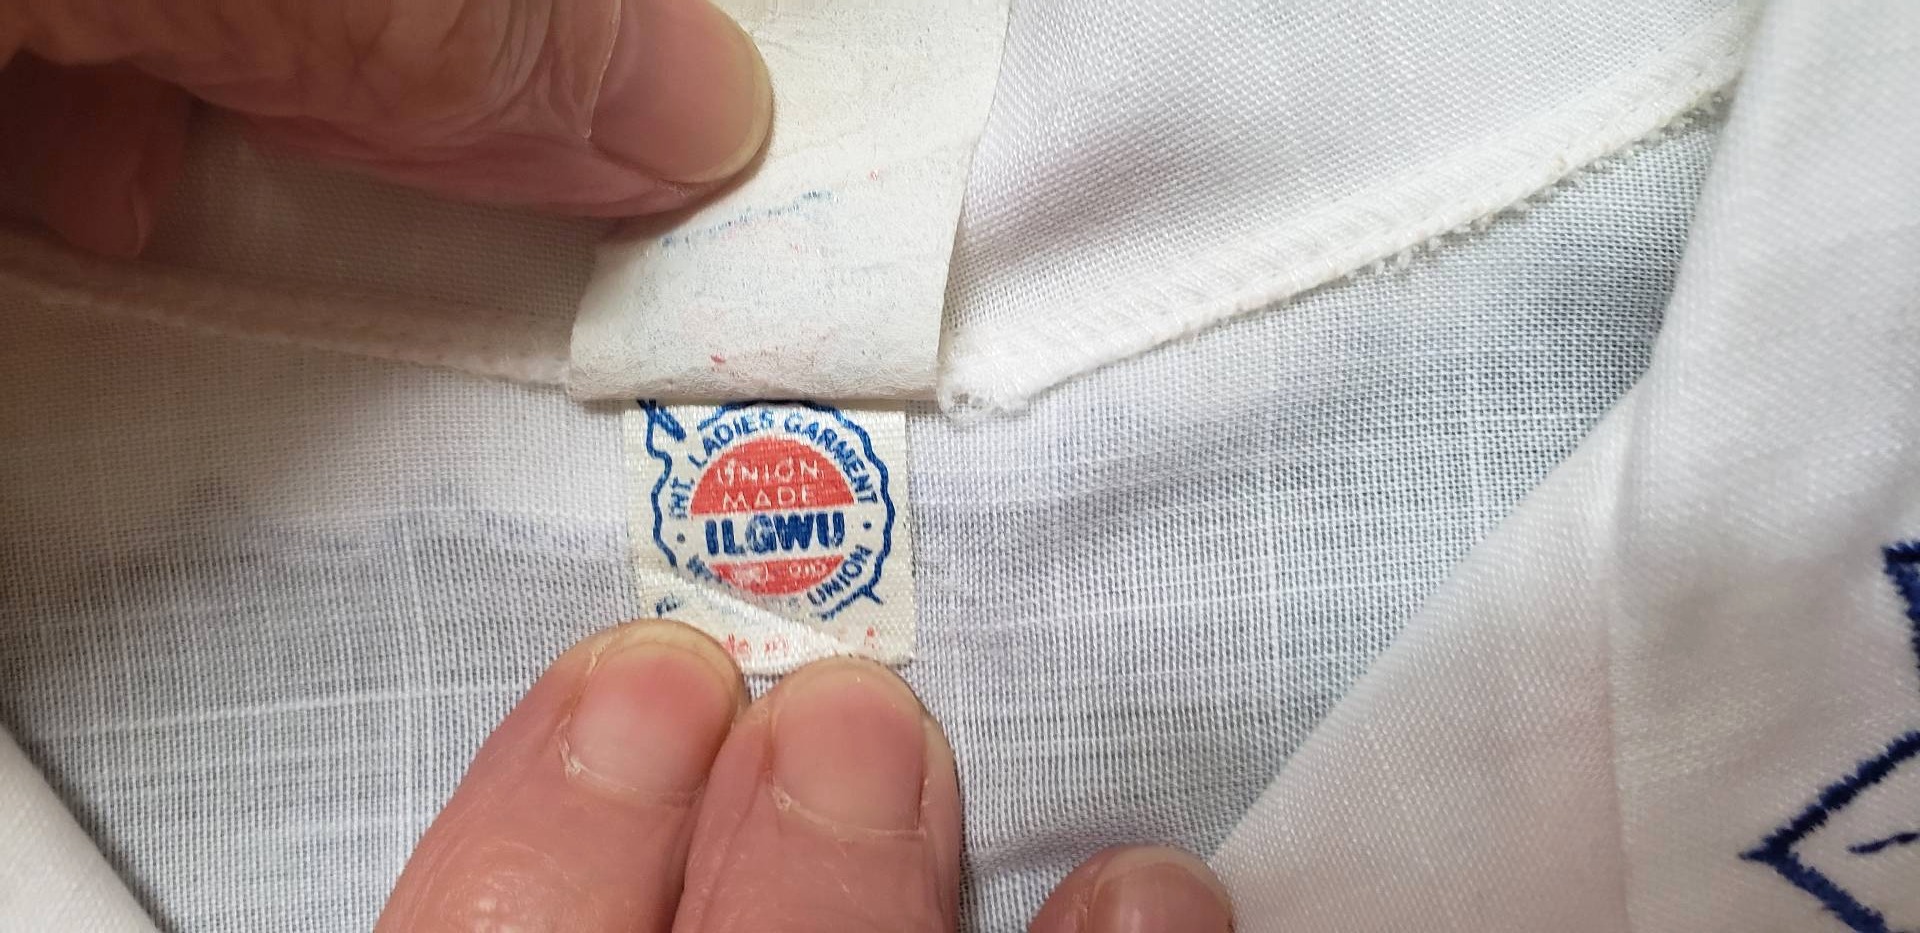 INT. LADIES GARMENT
UNION
MADE
ILGWU
UNION